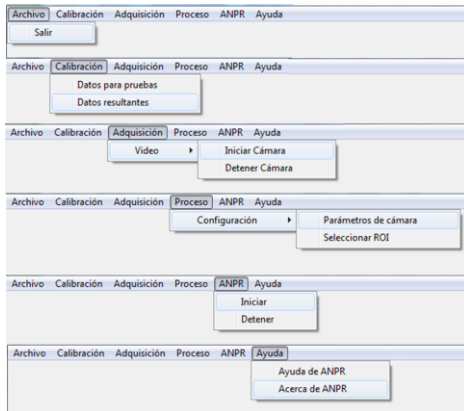 Archivo Calibración Adquisición Proceso ANPR Ayuda
Salir
Archivo Calibración Adquisición Proceso ANPR Ayuda
Datos para pruebas
Datos resultantes
Archivo Calibración Adquisición Proceso ANPR Ayuda
Video Iniciar Cámara
Detener Cámara
Archivo Calibración Adquisición Proceso ANPR Ayuda
Configuración Parámetros de cámara
Seleccionar ROI
Archivo Calibración Adquisición Proceso ANPR Ayuda
Iniciar
Detener
Archivo Calibración Adquisición Proceso ANPR Ayuda
Ayuda de ANPR
Acerca de ANPR